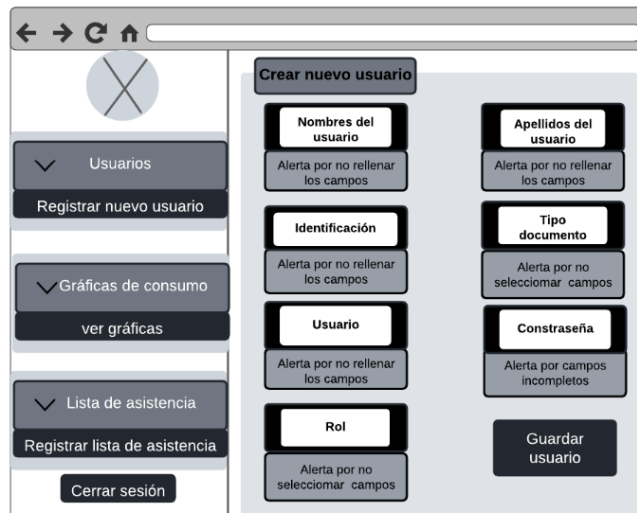 Usuarios
Registrar nuevo usuario
Gráficas de consumo
ver gráficas
Lista de asistencia
Registrar lista de asistencia
Cerrar sesión
Crear nuevo usuario
Nombres del
usuario
Alerta por no rellenar
los campos
Apellidos del
usuario
Alerta por no rellenar
los campos
Identificación
Alerta por no rellenar
los campos
Tipo
documento
Alerta por no
selecciomar campos
Usuario
Alerta por no rellenar
los campos
Constraseña
Alerta por campos
incompletos
Rol
Alerta por no
selecciomar campos
Guardar
usuario